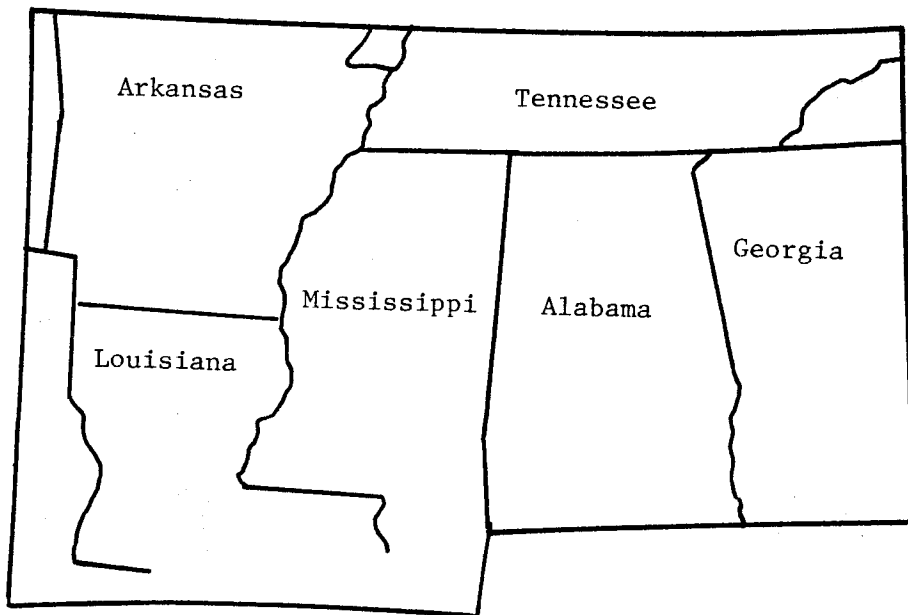 Arkansas
Tennessee
Georgia
Mississippi
Alabama
Louisiana